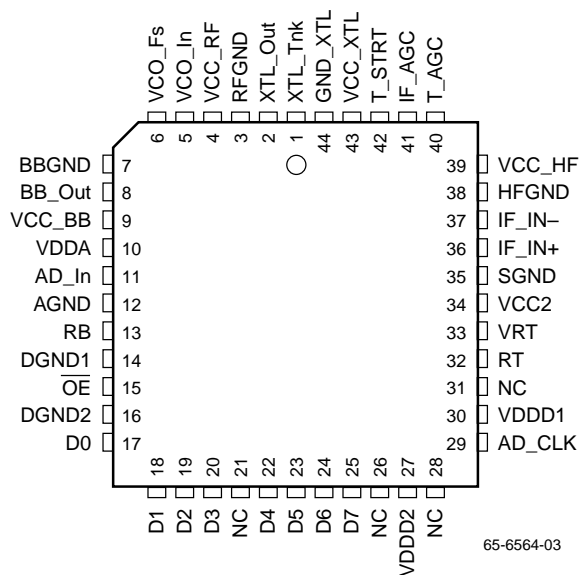 VCO_Fs
VCO_In
VCC_RF
RFGND
XTL_Out
XTL_Tnk
GND_XTL
VCC_XTL
T_STRT
IF_AGC
T_AGC
6 5 4 3 2 1 44 43 42 41 40
BBGND 7
BB_Out 8
VCC_BB 9
VDDA 10
AD_In 11
AGND 12
RB 13
DGND1 14
OE 15
DGND2 16
D0 17
39 VCC_HF
38 HFGND
37 IF_IN–
36 IF_IN+
35 SGND
34 VCC2
33 VRT
32 RT
31 NC
30 VDDD1
29 AD_CLK
18 19 20 21 22 23 24 25 26 27 28
D1
D2
D3
NC
D4
D5
D6
D7
NC
VDDD2
NC
65-6564-03